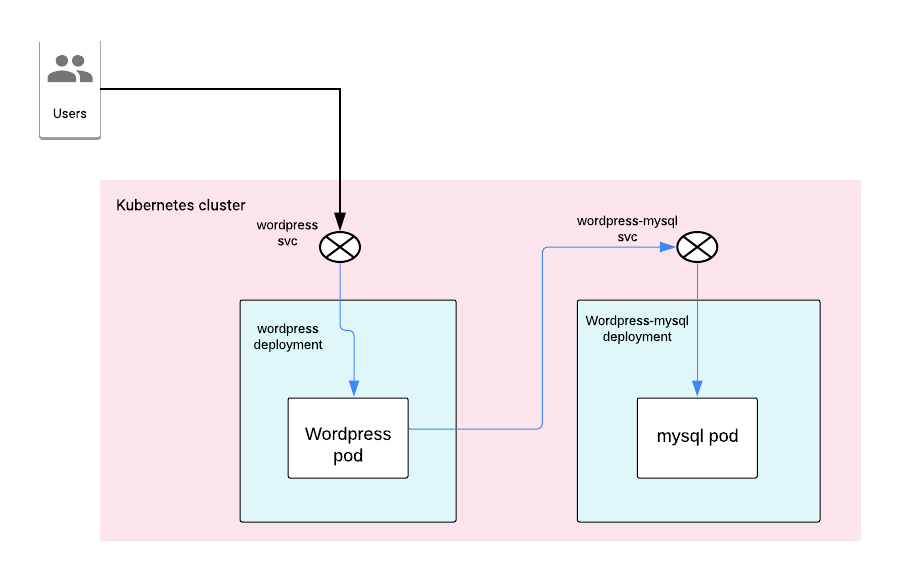 Users
Kubernetes cluster
wordpress
svc
wordpress-mysql
svc
wordpress
deployment
Wordpress-mysql
deployment
Wordpress
pod
mysql pod